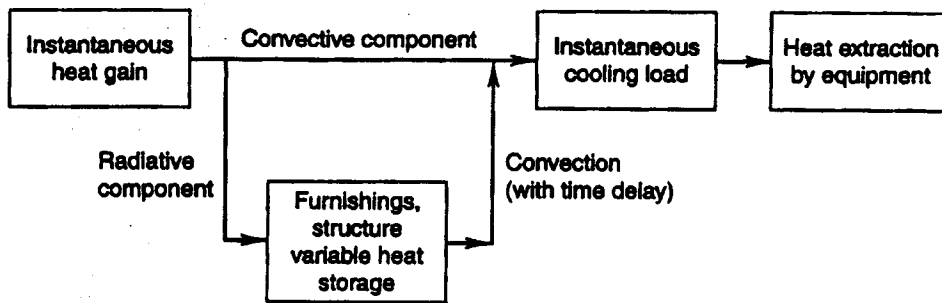 Instantaneous
heat gain
Convective component
Instantaneous
cooling load
Heat extraction
by equipment
Radiative
component
Convection
(with time delay)
Furnishings,
structure
variable heat
storage